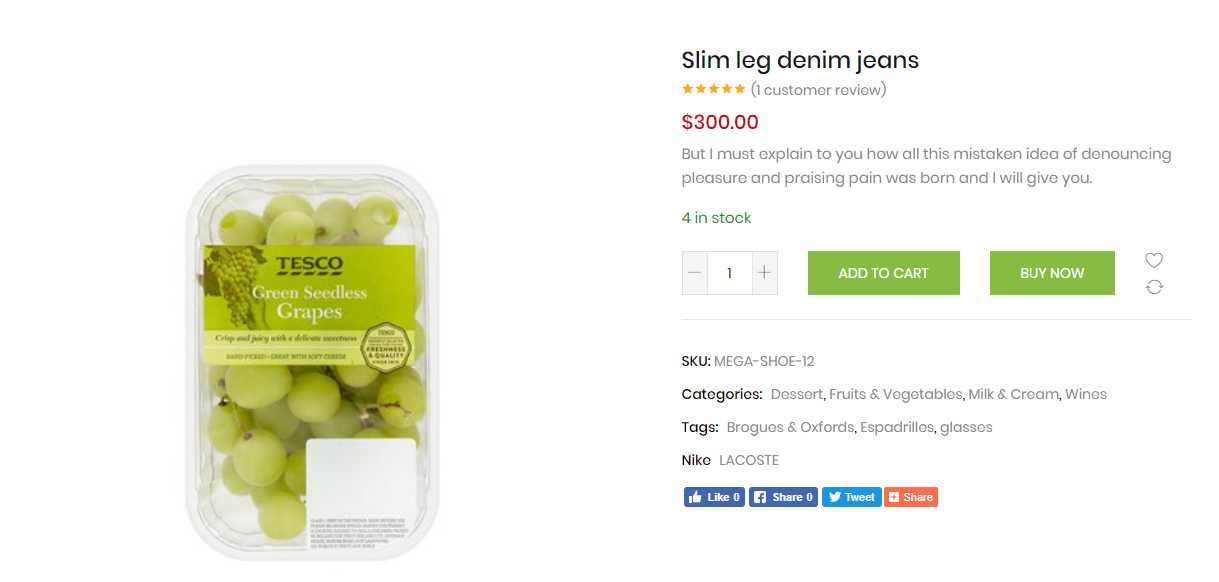 Slim leg denim jeans
(1 customer review)
$300.00
But I must explain to you how all this mistaken idea of denouncing
pleasure and praising pain was born and I will give you.
4 in stock
1
ADD TO CART
BUY NOW
SKU: MEGA-SHOE-12
Categories: Dessert, Fruits & Vegetables, Milk & Cream, Wines
Tags: Brogues & Oxfords, Espadrilles, glasses
Nike LACOSTE
Like 0
Share 0
Tweet
Share
TESCO
Green Seedless
Grapes
Crisp and juicy with a delicate sweetness
HAND-PICKED • GREAT WITH SOFT CHEESE
TESCO
FRESHNESS
& QUALITY